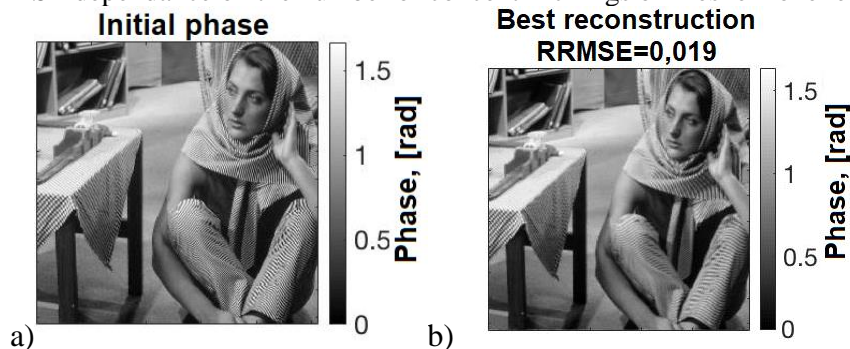 Initial phase
1.5
1
0.5
0
Phase, [rad]
a)
Best reconstruction
RRMSE=0,019
1.5
1
0.5
0
Phase, [rad]
b)